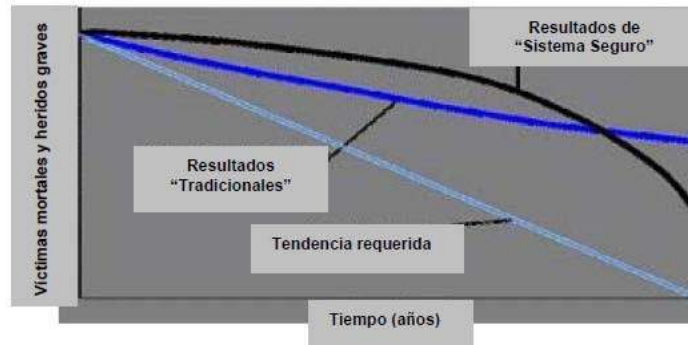 Víctimas mortales y heridos graves
Resultados de
“Sistema Seguro”
Resultados
“Tradicionales”
Tendencia requerida
Tiempo (años)